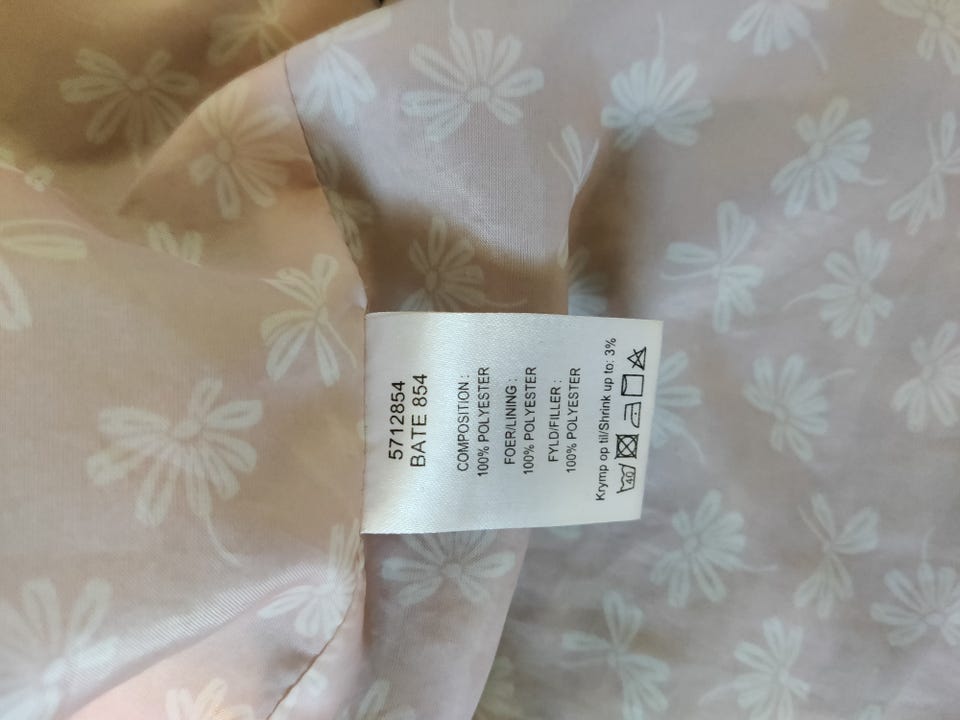 5712854
BATE 854
COMPOSITION :
100% POLYESTER
FOER/LINING :
100% POLYESTER
FYLD/FILLER :
100% POLYESTER
Krymp op til/Shrink up to: 3%
40